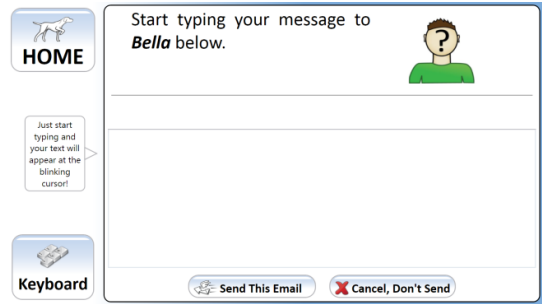 HOME
Start typing your message to
Bella below.
?
Just start
typing and
your text will
appear at the
blinking
cursor!
Keyboard
Send This Email
Cancel, Don't Send